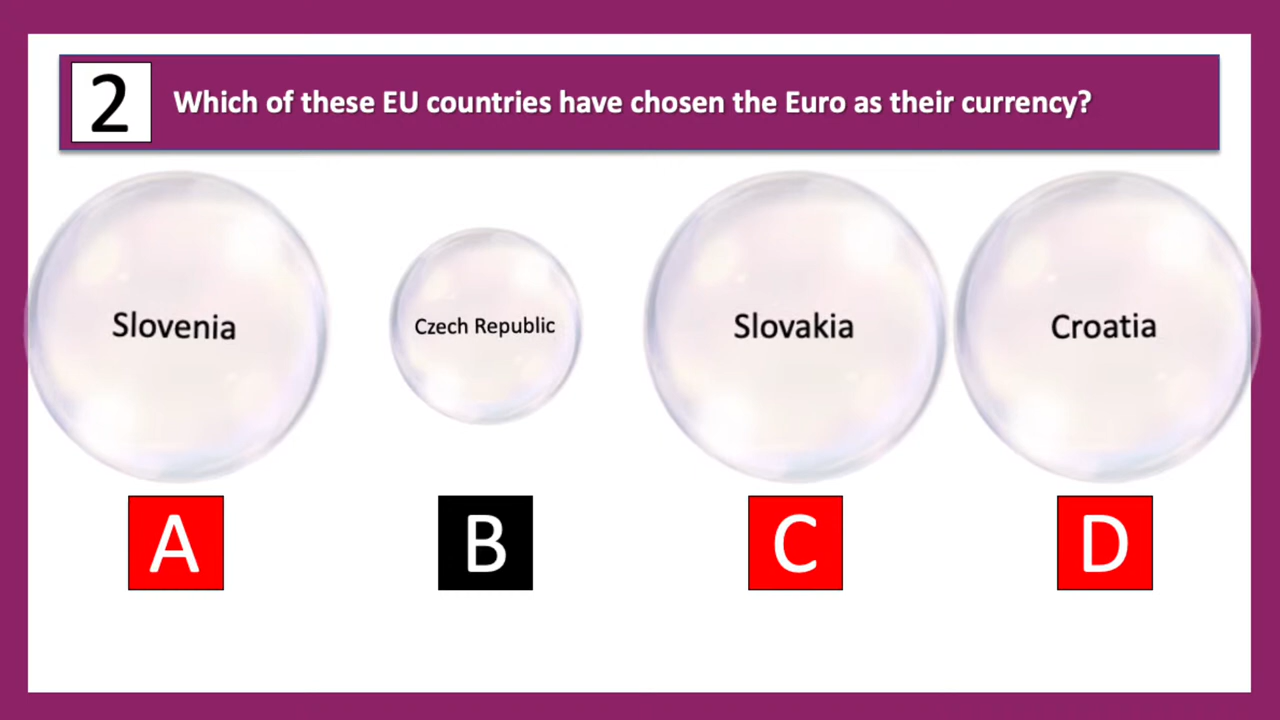 2
Which of these EU countries have chosen the Euro as their currency?
Slovenia
Czech Republic
Slovakia
Croatia
A
B
C
D